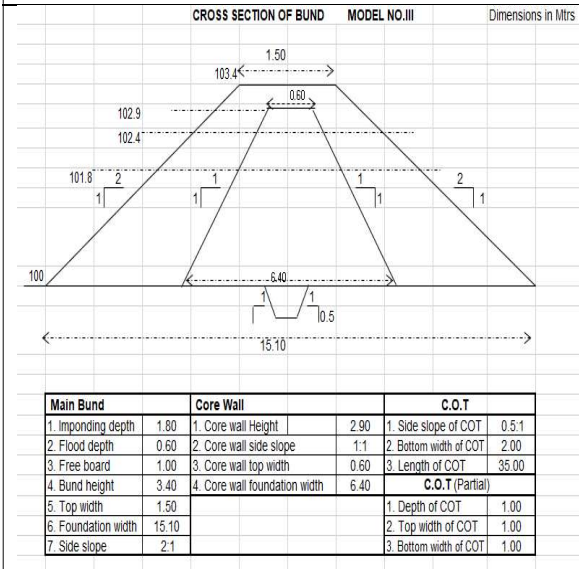 CROSS SECTION OF BUND MODEL NO.III Dimensions in Mtrs
1.50
103.4
0.60
102.9
102.4
101.8 2 1 1 2
1 1 1 1
100
6.40
1 1
0.5
15.10
Main Bund Core Wall C.O.T
1. Imponding depth 1.80 1. Core wall Height 2.90 1. Side slope of COT 0.5:1
2. Flood depth 0.60 2. Core wall side slope 1:1 2. Bottom width of COT 2.00
3. Free board 1.00 3. Core wall top width 0.60 3. Length of COT 35.00
4. Bund height 3.40 4. Core wall foundation width 6.40 C.O.T (Partial)
5. Top width 1.50 1. Depth of COT 1.00
6. Foundation width 15.10 2. Top width of COT 1.00
7. Side slope 2:1 3. Bottom width of COT 1.00